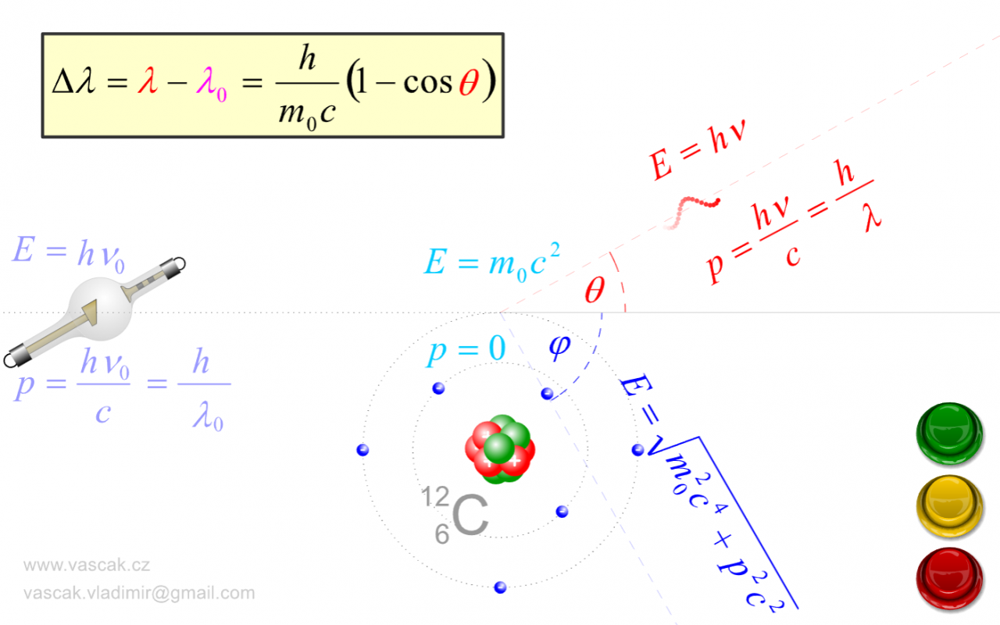 Δλ = λ − λ₀ = h / m₀c (1 − cos θ)
E = hν
p = hν / c = h / λ
E = hν₀
E = m₀c²
θ
p = 0
φ
p = hν₀ / c = h / λ₀
E = √(m₀²c⁴ + p²c²)
- - - - - -
+ + +
¹²₆C
www.vascak.cz
vascak.vladimir@gmail.com